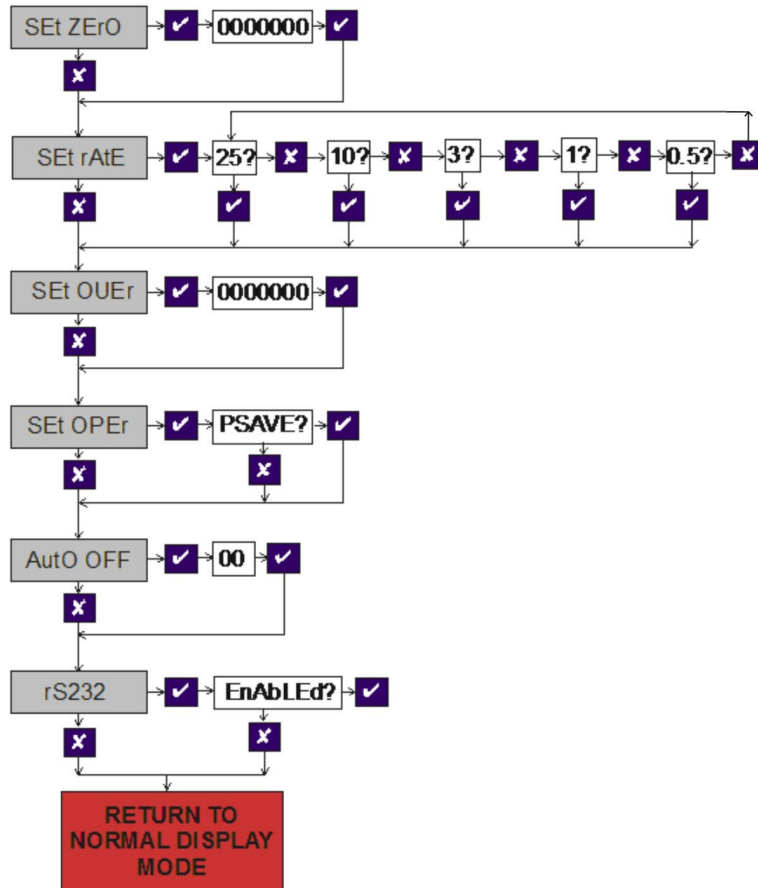 SEt ZErO
0000000
SEt rAtE
25?
10?
3?
1?
0.5?
SEt OUEr
0000000
SEt OPEr
PSAVE?
AutO OFF
00
rS232
EnAbLEd?
RETURN TO
NORMAL DISPLAY
MODE